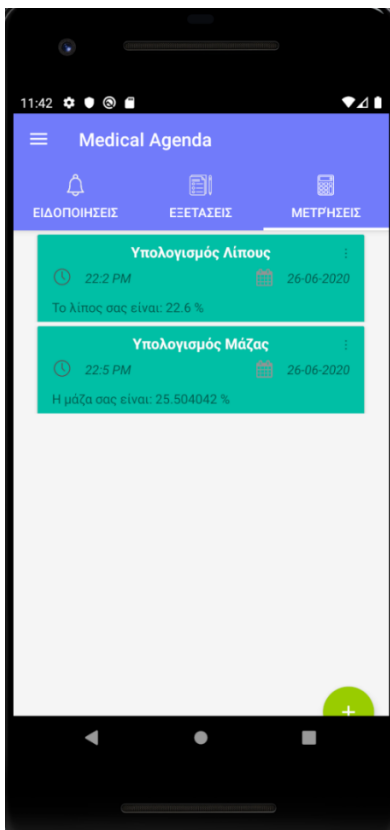 11:42
Medical Agenda
ΕΙΔΟΠΟΙΗΣΕΙΣ ΕΞΕΤΑΣΕΙΣ ΜΕΤΡΉΣΕΙΣ
Υπολογισμός Λίπους
22:2 PM 26-06-2020
Το λίπος σας είναι: 22.6 %
Υπολογισμός Μάζας
22:5 PM 26-06-2020
Η μάζα σας είναι: 25.504042 %
+